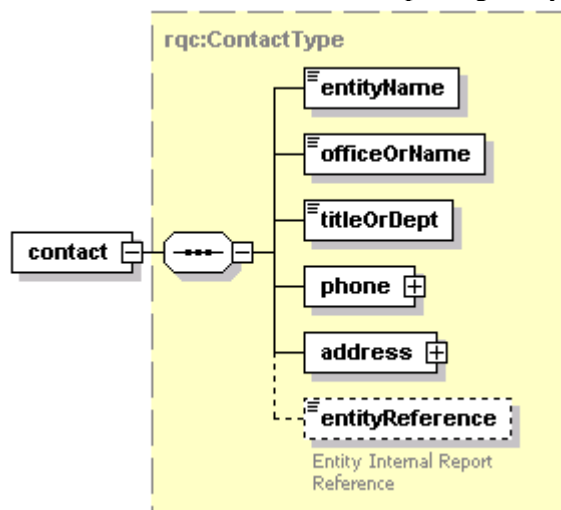 rqc:ContactType
entityName
officeOrName
titleOrDept
contact
phone
address
entityReference
Entity Internal Report
Reference